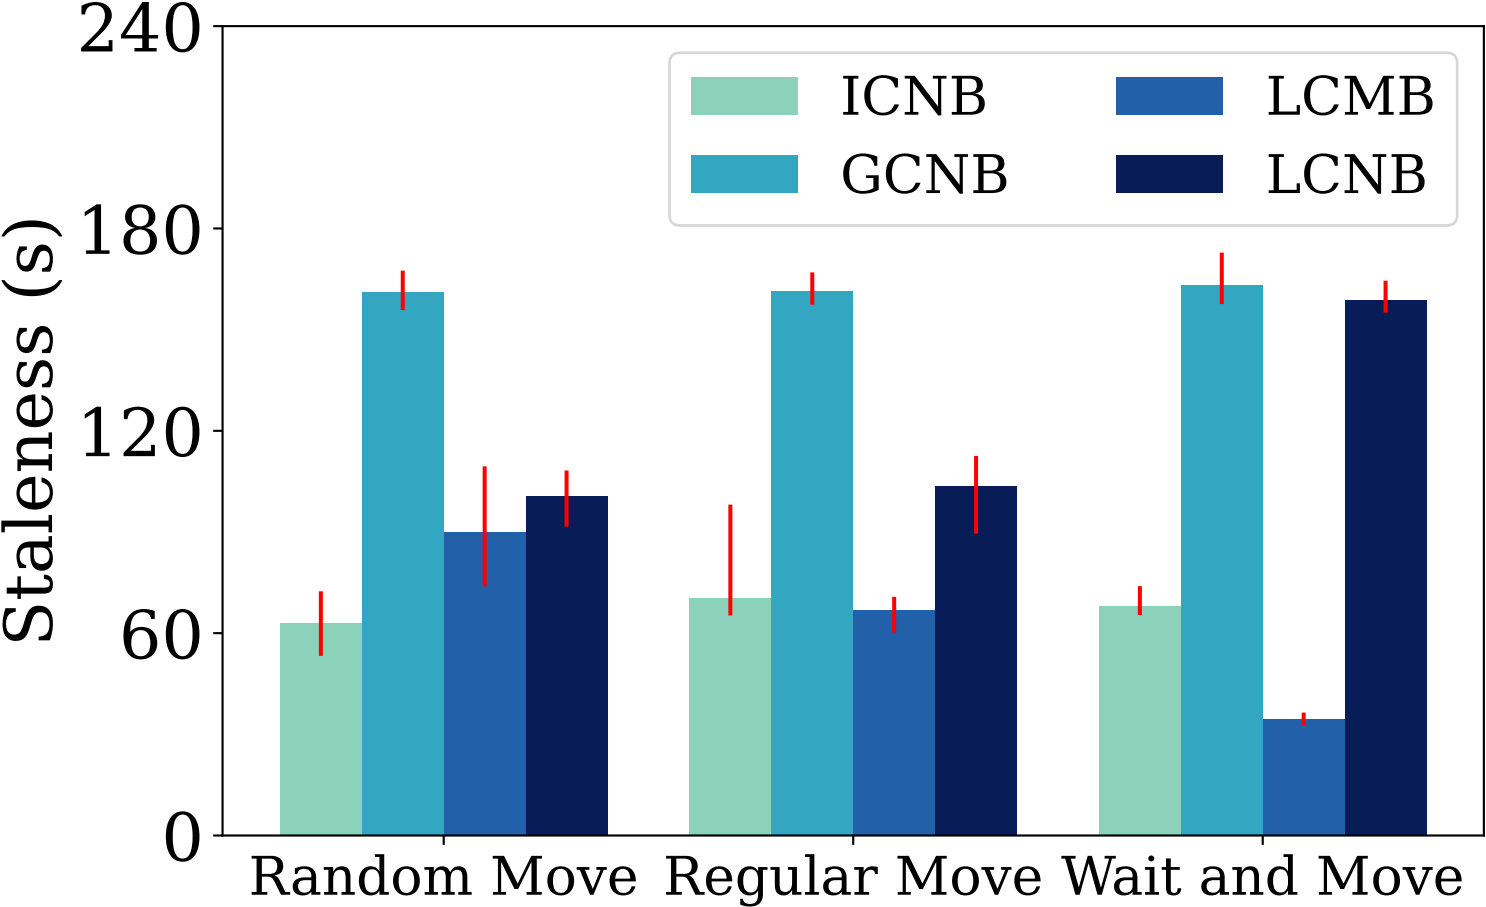 Staleness (s)
240
180
120
60
0
ICNB
GCNB
LCMB
LCNB
Random Move
Regular Move
Wait and Move